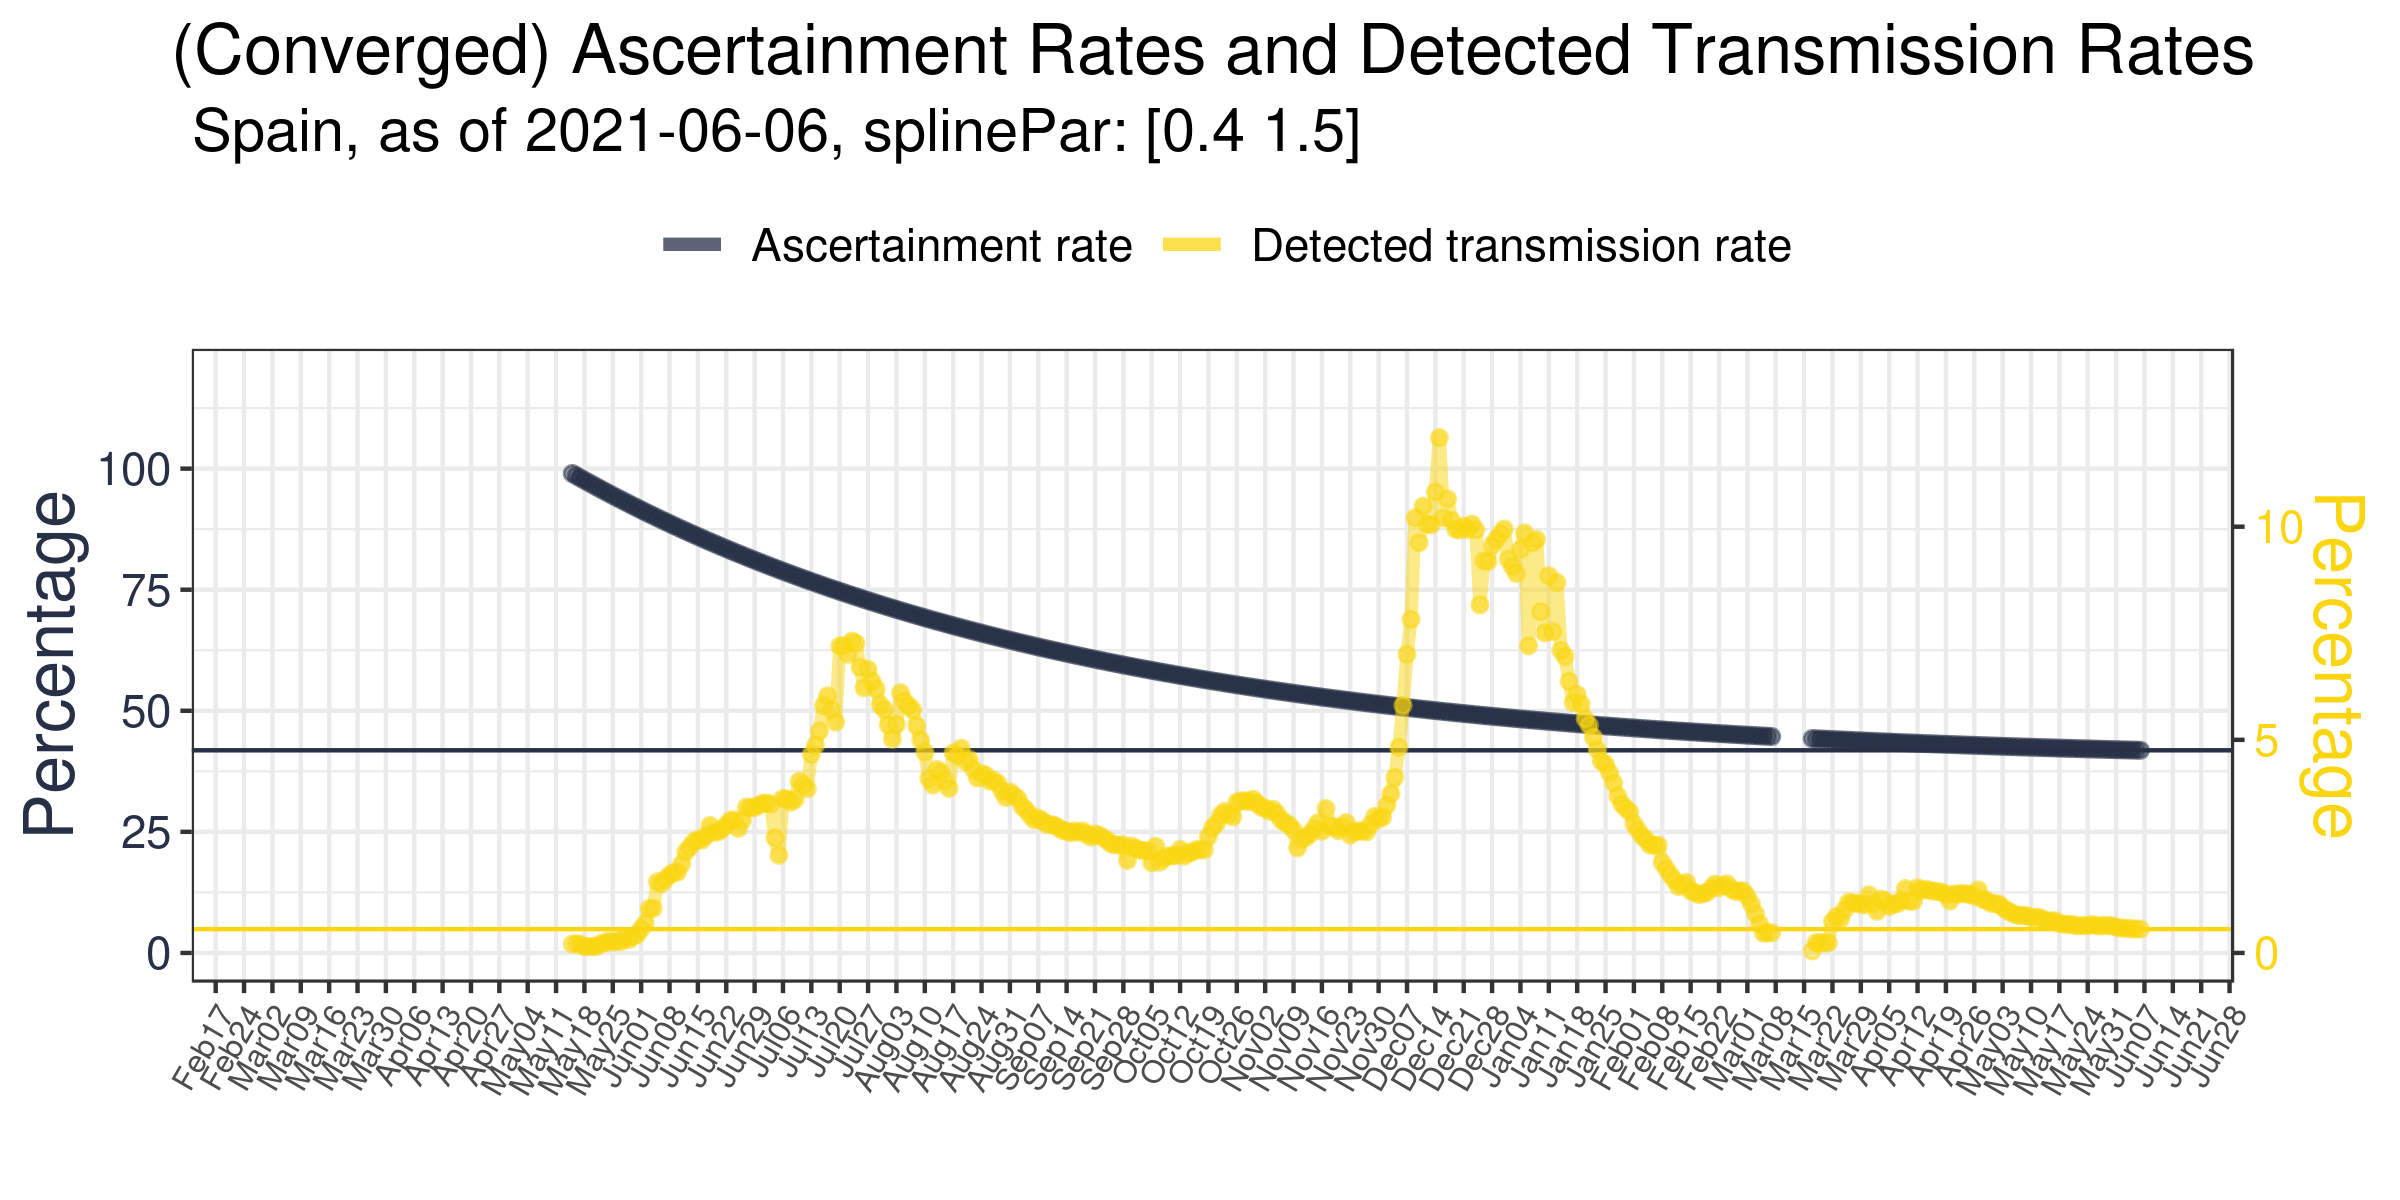 (Converged) Ascertainment Rates and Detected Transmission Rates
Spain, as of 2021-06-06, splinePar: [0.4 1.5]
Ascertainment rate
Detected transmission rate
Percentage
100
75
50
25
0
10
5
0
Percentage
Feb17
Feb24
Mar02
Mar09
Mar16
Mar23
Mar30
Apr06
Apr13
Apr20
Apr27
May04
May11
May18
May25
Jun01
Jun08
Jun15
Jun22
Jun29
Jul06
Jul13
Jul20
Jul27
Aug03
Aug10
Aug17
Aug24
Aug31
Sep07
Sep14
Sep21
Sep28
Oct05
Oct12
Oct19
Oct26
Nov02
Nov09
Nov16
Nov23
Nov30
Dec07
Dec14
Dec21
Dec28
Jan04
Jan11
Jan18
Jan25
Feb01
Feb08
Feb15
Feb22
Mar01
Mar08
Mar15
Mar22
Mar29
Apr05
Apr12
Apr19
Apr26
May03
May10
May17
May24
May31
Jun07
Jun14
Jun21
Jun28